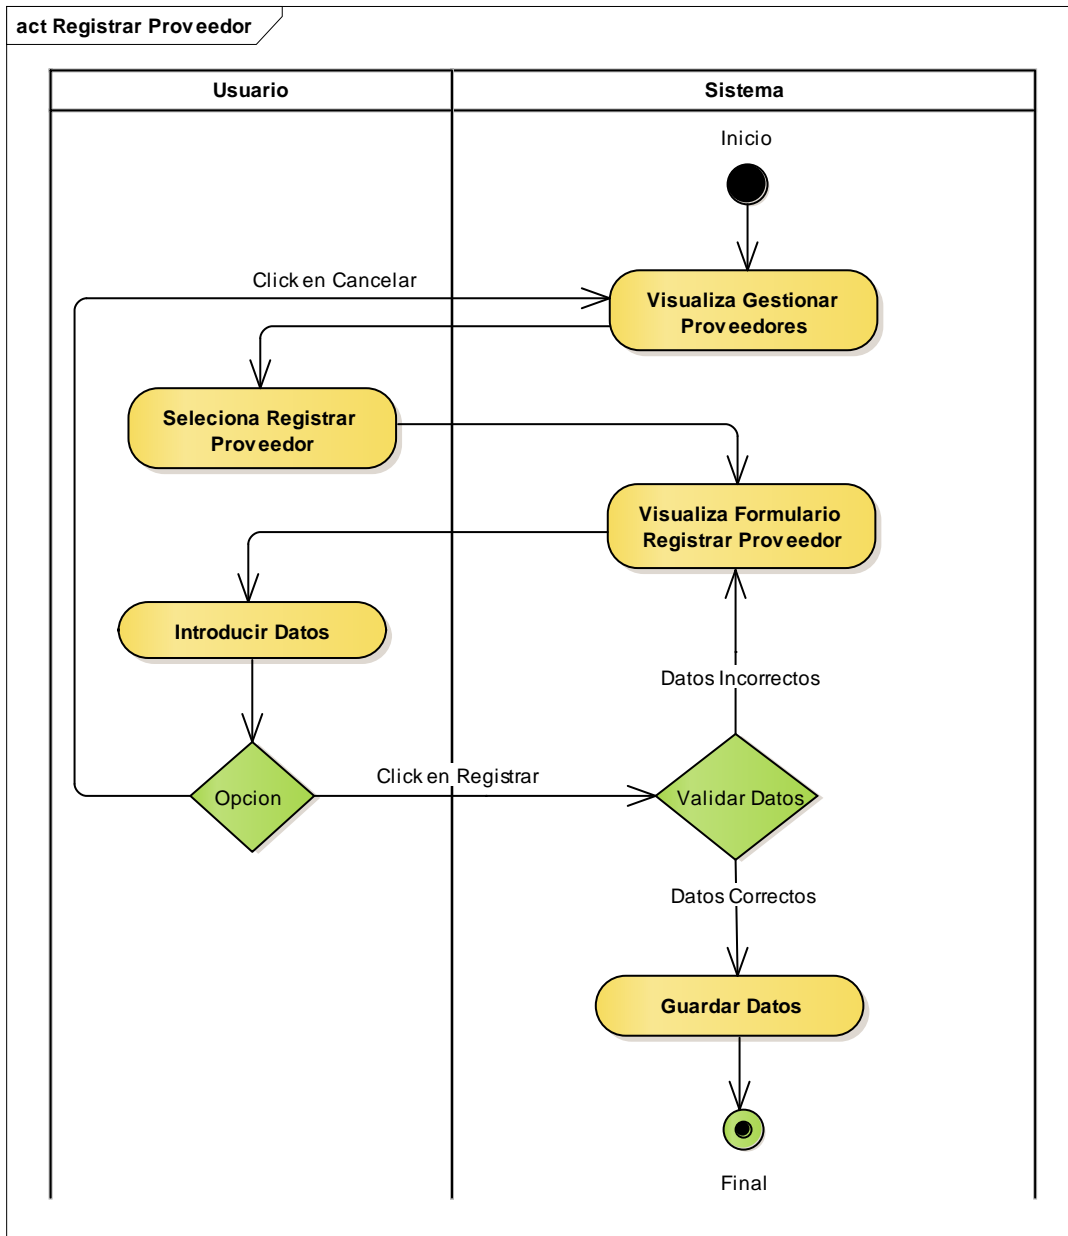 act Registrar Proveedor
Usuario
Sistema
Inicio
Click en Cancelar
Visualiza Gestionar
Proveedores
Seleciona Registrar
Proveedor
Visualiza Formulario
Registrar Proveedor
Introducir Datos
Datos Incorrectos
Click en Registrar
Opcion
Validar Datos
Datos Correctos
Guardar Datos
Final